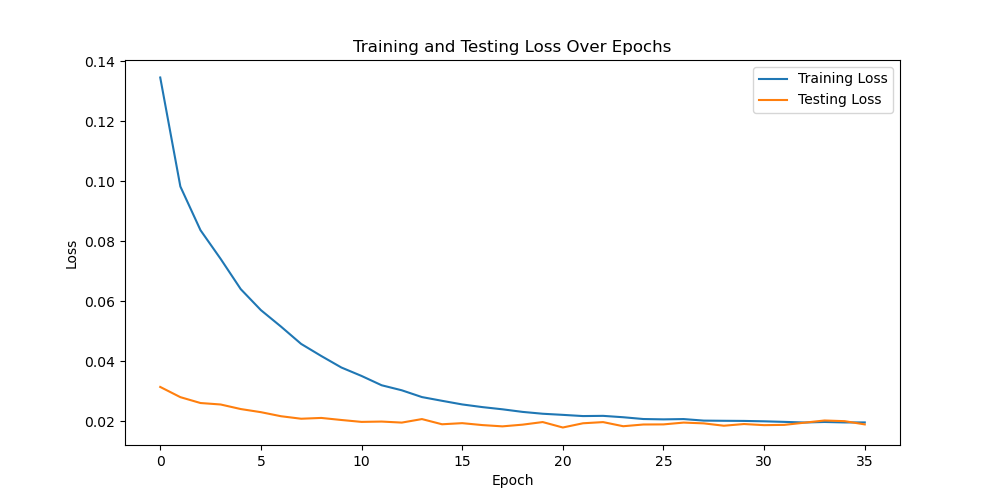 Training and Testing Loss Over Epochs
Training Loss
Testing Loss
Loss
0.14
0.12
0.10
0.08
0.06
0.04
0.02
0 5 10 15 20 25 30 35
Epoch